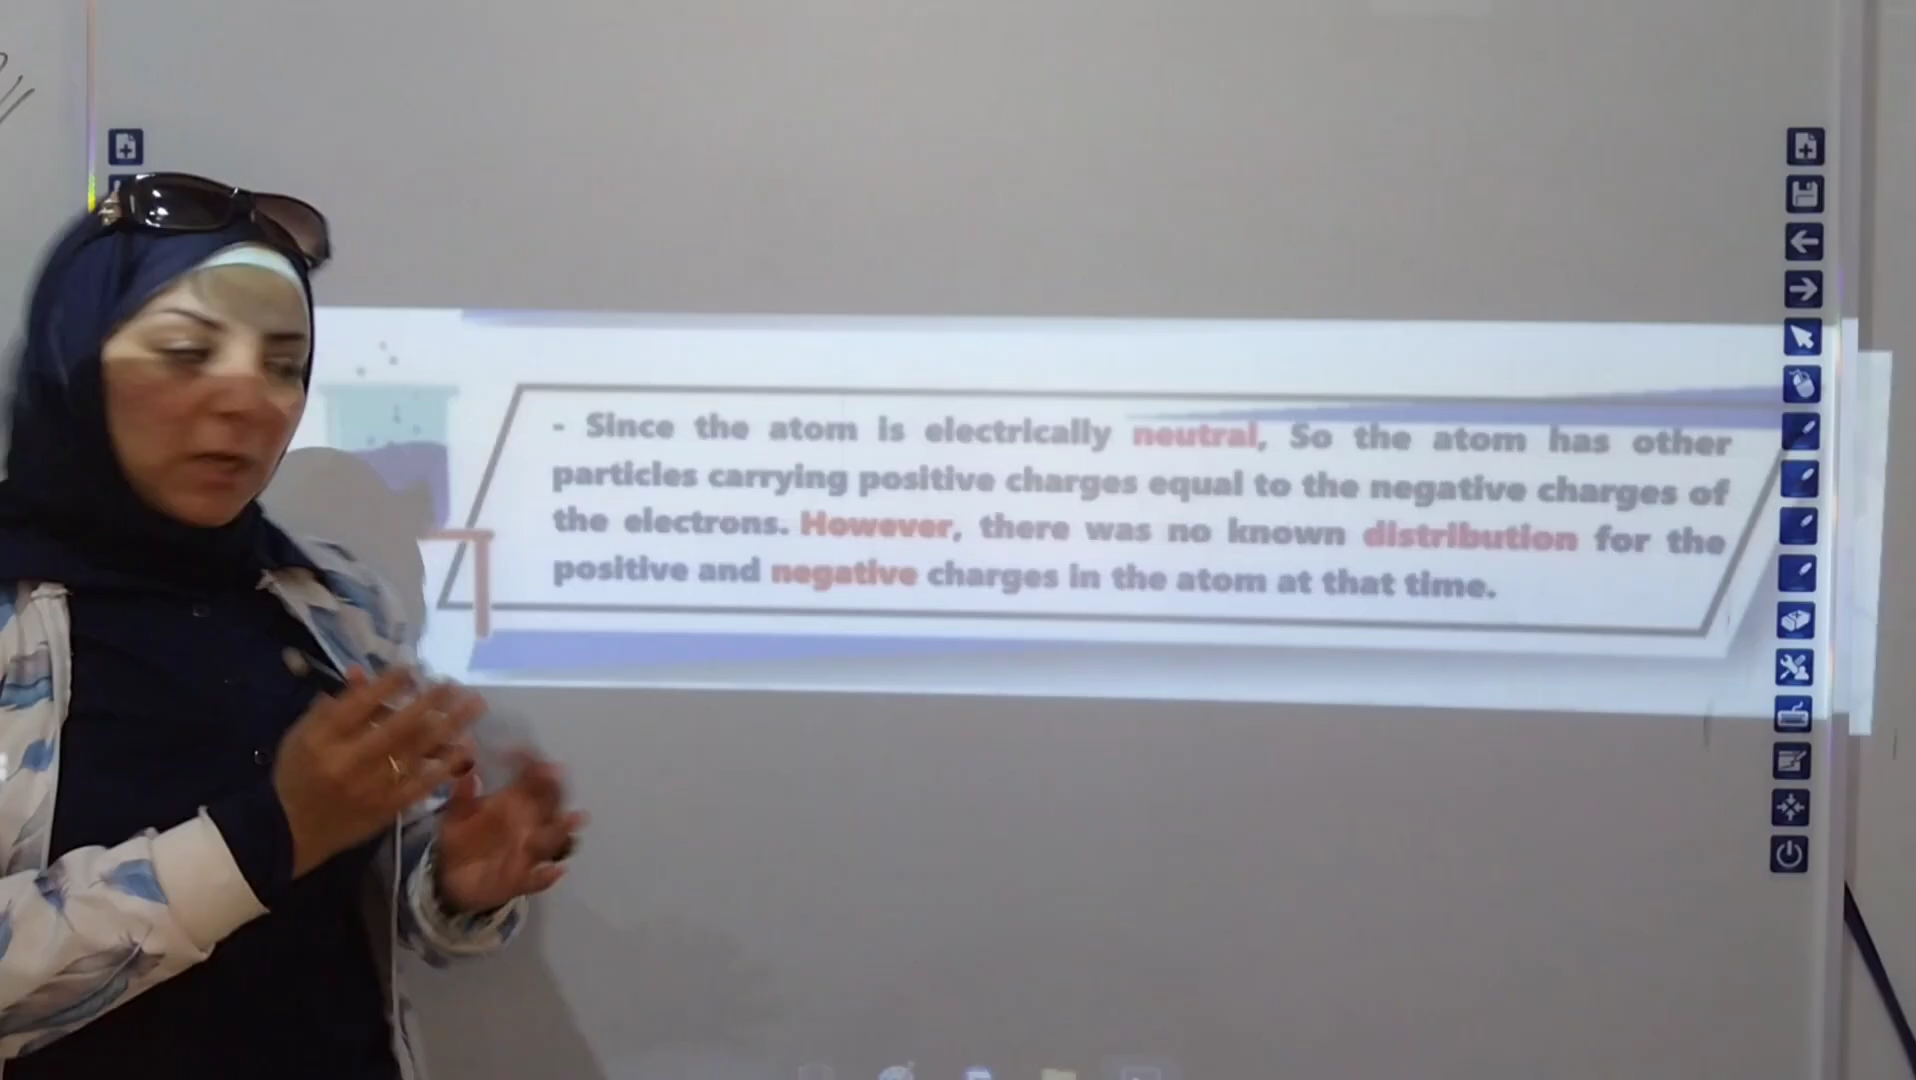 - Since the atom is electrically neutral, So the atom has other
particles carrying positive charges equal to the negative charges of
the electrons. However, there was no known distribution for the
positive and negative charges in the atom at that time.